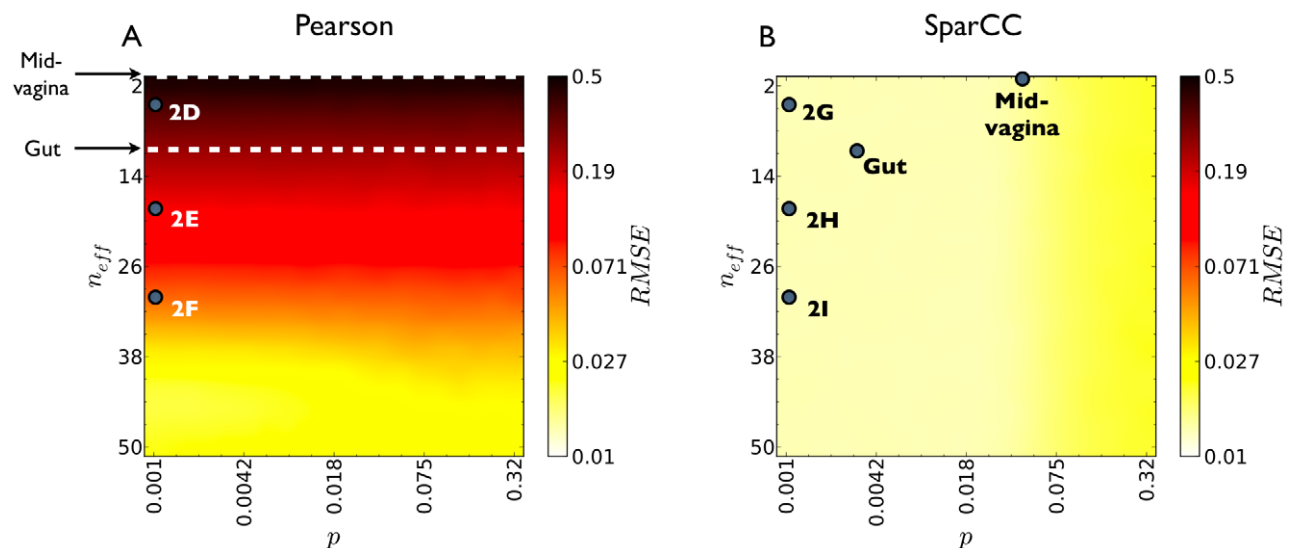 A
Pearson
Mid-
vagina
Gut
2D
2E
2F
2
14
26
38
50
n_eff
0.001
0.0042
0.018
0.075
0.32
p
0.5
0.19
0.071
0.027
0.01
RMSE
B
SparCC
2G
Mid-
vagina
Gut
2H
2I
2
14
26
38
50
n_eff
0.001
0.0042
0.018
0.075
0.32
p
0.5
0.19
0.071
0.027
0.01
RMSE